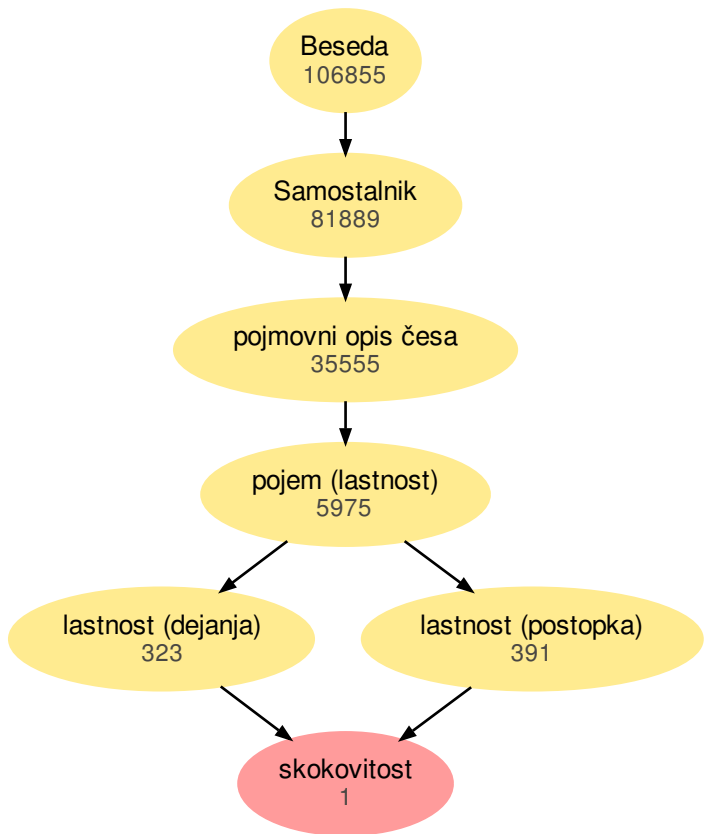 Beseda
106855
Samostalnik
81889
pojmovni opis česa
35555
pojem (lastnost)
5975
lastnost (dejanja)
323
lastnost (postopka)
391
skokovitost
1